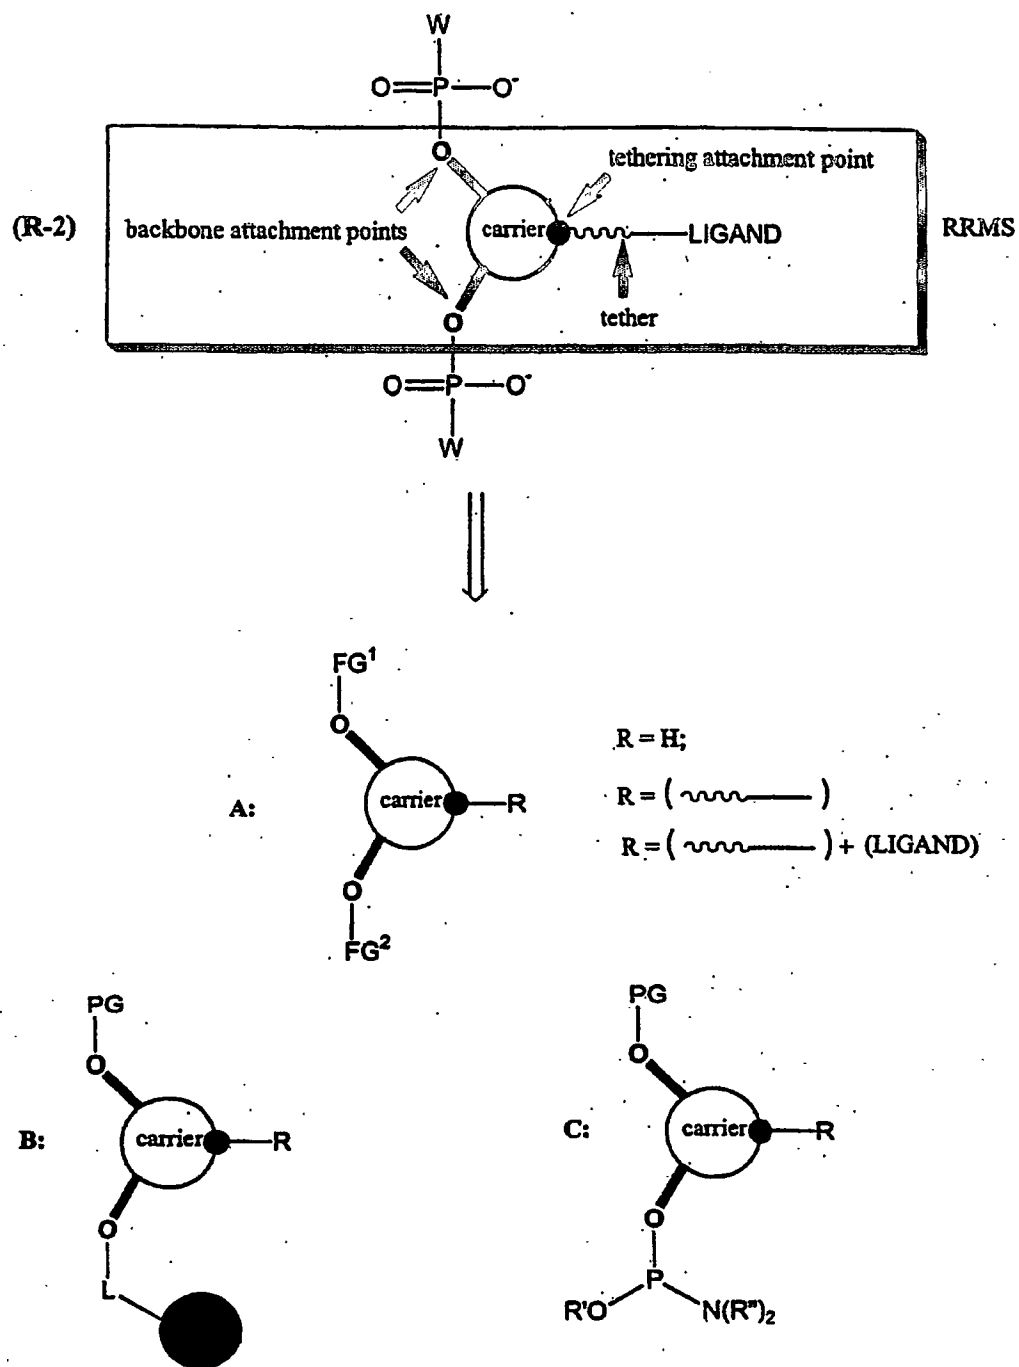 W
O=P—O⁻
O
tethering attachment point
(R-2)
backbone attachment points
carrier
LIGAND
RRMS
O
tether
O=P—O⁻
W
FG¹
O
R = H;
A:
carrier
R
R = ( )
R = ( ) + (LIGAND)
O
FG²
PG
O
B:
carrier
R
O
L
PG
O
C:
carrier
R
O
P
R'O
N(R")₂